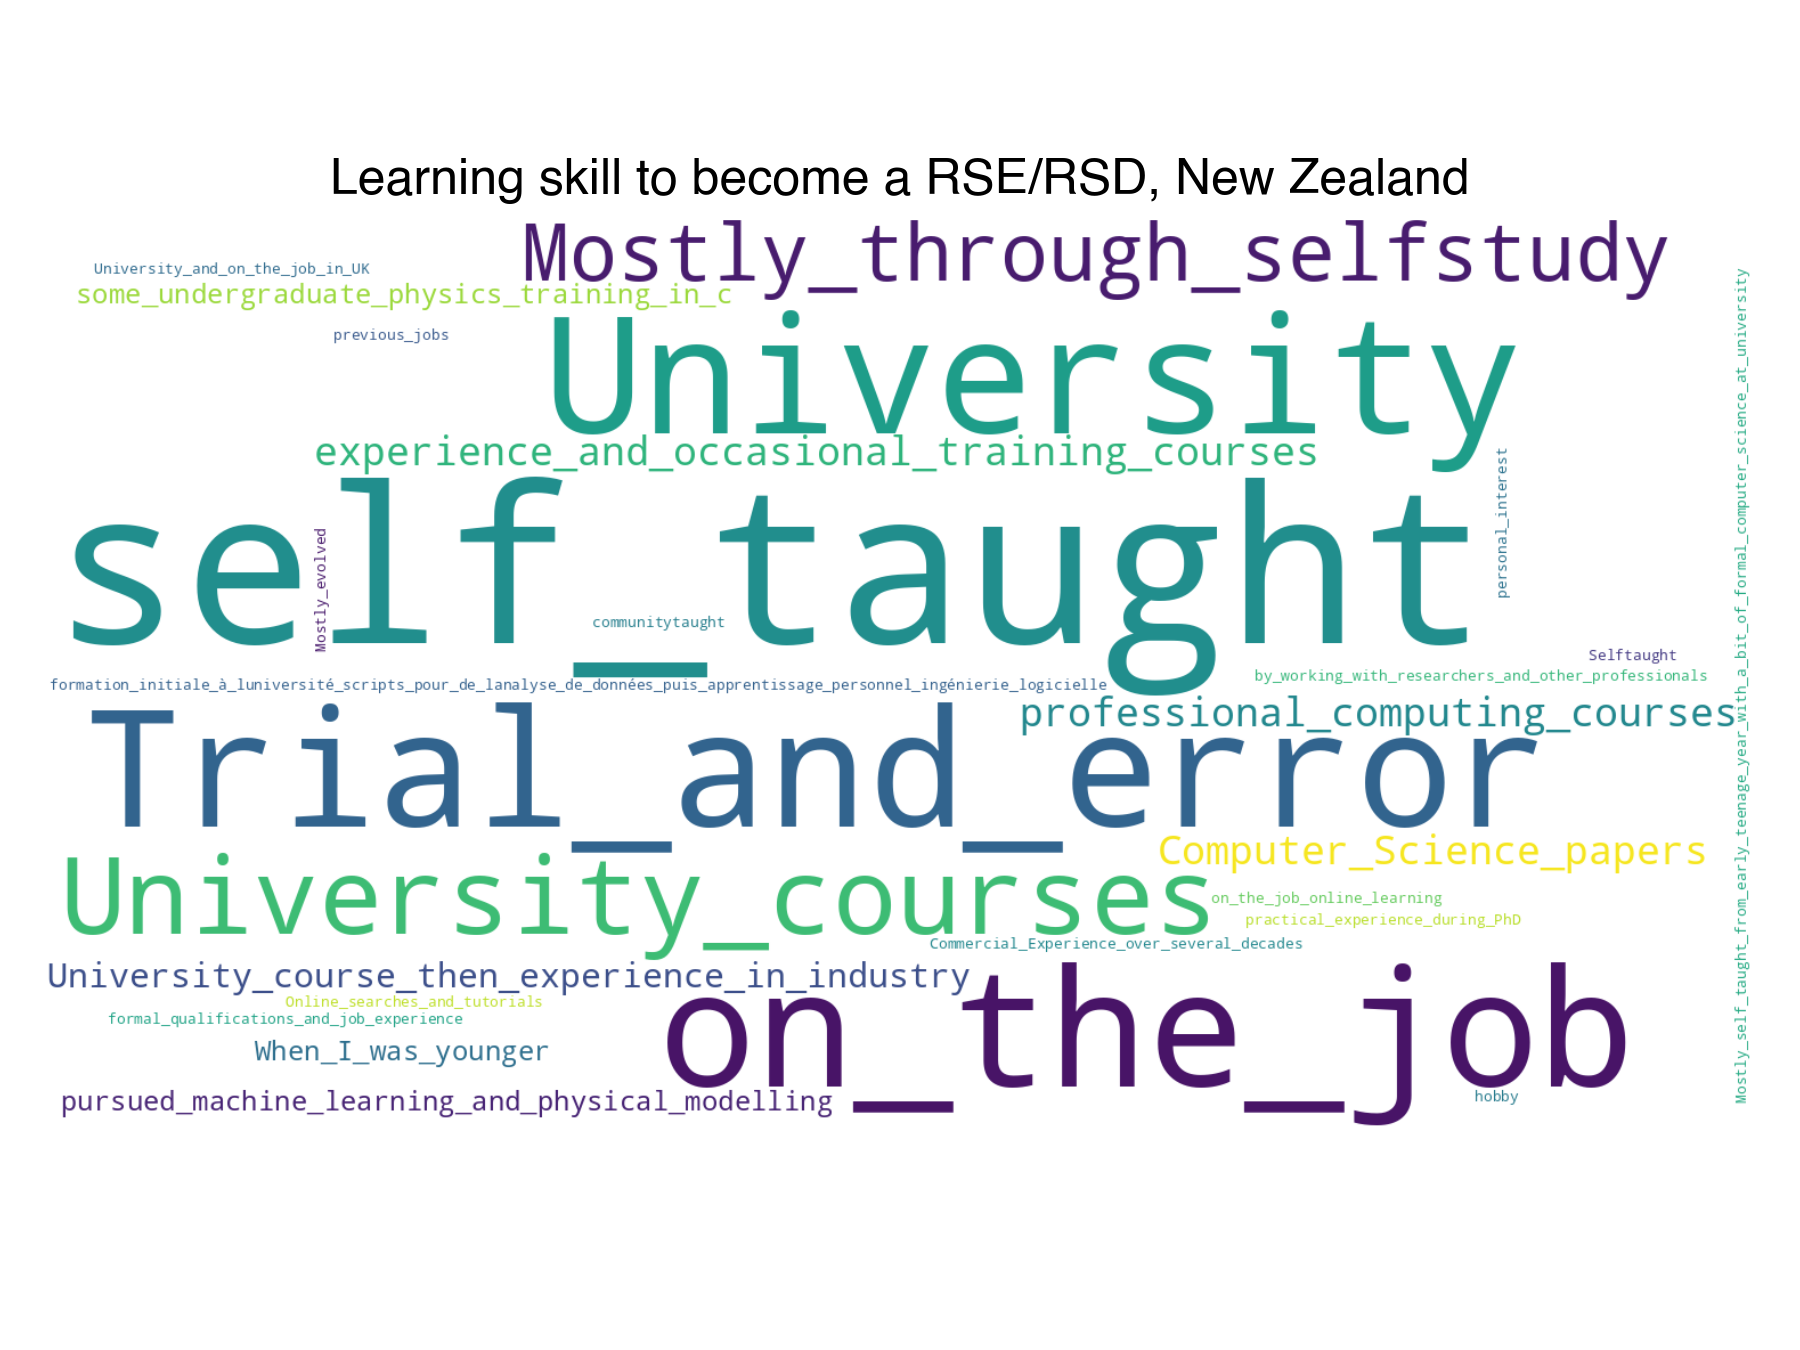 Learning skill to become a RSE/RSD, New Zealand
Mostly_through_selfstudy
University_and_on_the_job_in_UK
some_undergraduate_physics_training_in_c
previous_jobs
University
experience_and_occasional_training_courses
self_taught
Mostly_evolved
personal_interest
communitytaught
Selftaught
by_working_with_researchers_and_other_professionals
formation_initiale_à_luniversité_scripts_pour_de_lanalyse_de_données_puis_apprentissage_personnel_ingénierie_logicielle
professional_computing_courses
Trial_and_error
Computer_Science_papers
University_courses
on_the_job_online_learning
practical_experience_during_PhD
Commercial_Experience_over_several_decades
University_course_then_experience_in_industry
Online_searches_and_tutorials
formal_qualifications_and_job_experience
on_the_job
When_I_was_younger
pursued_machine_learning_and_physical_modelling
hobby
Mostly_self_taught_from_early_teenage_year_with_a_bit_of_formal_computer_science_at_university